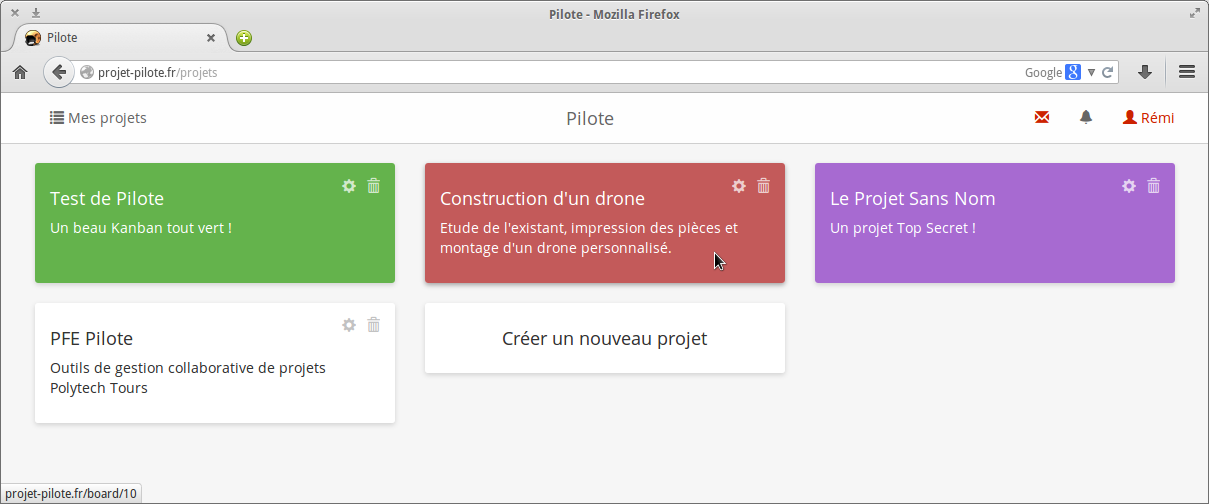 Pilote - Mozilla Firefox
Pilote
projet-pilote.fr/projets
Google 8
Mes projets
Pilote
Rémi
Test de Pilote
Un beau Kanban tout vert !
Construction d'un drone
Etude de l'existant, impression des pièces et
montage d'un drone personnalisé.
Le Projet Sans Nom
Un projet Top Secret !
PFE Pilote
Outils de gestion collaborative de projets
Polytech Tours
Créer un nouveau projet
projet-pilote.fr/board/10